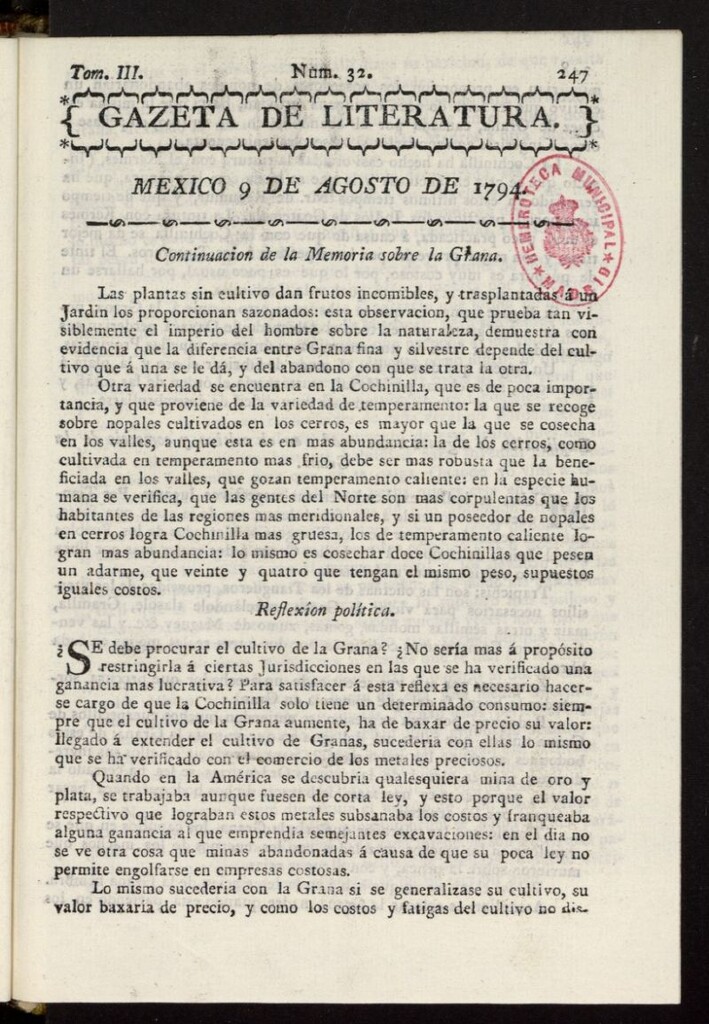 Tom. III. Núm. 32. 247
GAZETA DE LITERATURA.
MEXICO 9 DE AGOSTO DE 1794.
HEMEROTECA MUNICIPAL
MADRID
Continuacion de la Memoria sobre la Grana.
Las plantas sin cultivo dan frutos incomibles, y trasplantadas á un
Jardin los proporcionan sazonados: esta observacion, que prueba tan vi-
siblemente el imperio del hombre sobre la naturaleza, demuestra con
evidencia que la diferencia entre Grana fina y silvestre depende del cul-
tivo que á una se le dá, y del abandono con que se trata la otra.
Otra variedad se encuentra en la Cochinilla, que es de poca impor-
tancia, y que proviene de la variedad de temperamento: la que se recoge
sobre nopales cultivados en los cerros, es mayor que la que se cosecha
en los valles, aunque esta es en mas abundancia: la de los cerros, como
cultivada en temperamento mas frio, debe ser mas robusta que la bene-
ficiada en los valles, que gozan temperamento caliente: en la especie hu-
mana se verifica, que las gentes del Norte son mas corpulentas que los
habitantes de las regiones mas meridionales, y si un poseedor de nopales
en cerros logra Cochinilla mas gruesa, los de temperamento caliente lo-
gran mas abundancia: lo mismo es cosechar doce Cochinillas que pesen
un adarme, que veinte y quatro que tengan el mismo peso, supuestos
iguales costos.
Reflexîon política.
¿SE debe procurar el cultivo de la Grana? ¿No sería mas á propósito
restringirla á ciertas Jurisdicciones en las que se ha verificado una
ganancia mas lucrativa? Para satisfacer á esta reflexa es necesario hacer-
se cargo de que la Cochinilla solo tiene un determinado consumo: siem-
pre que el cultivo de la Grana aumente, ha de baxar de precio su valor:
llegado á extender el cultivo de Granas, sucederia con ellas lo mismo
que se ha verificado con el comercio de los metales preciosos.
Quando en la América se descubria qualesquiera mina de oro y
plata, se trabajaba aunque fuesen de corta ley, y esto porque el valor
respectivo que lograban estos metales subsanaba los costos y franqueaba
alguna ganancia al que emprendia semejantes excavaciones: en el dia no
se ve otra cosa que minas abandonadas á causa de que su poca ley no
permite engolfarse en empresas costosas.
Lo mismo sucederia con la Grana si se generalizase su cultivo, su
valor baxaria de precio, y como los costos y fatigas del cultivo no dis-